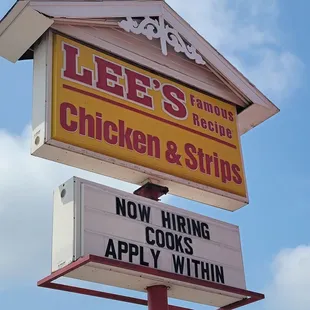 LEE'S Famous
Recipe
Chicken & Strips
NOW HIRING
COOKS
APPLY WITHIN